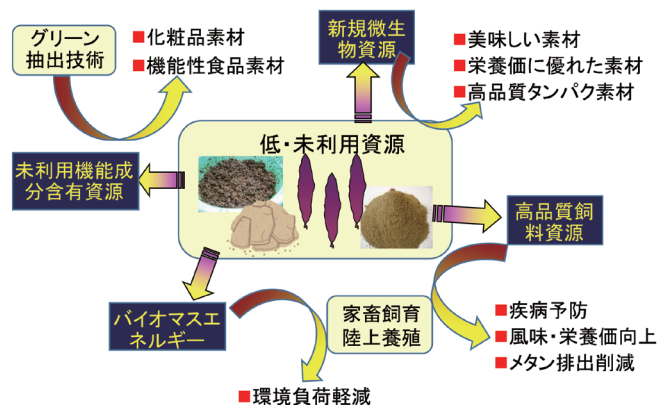 グリーン
抽出技術
■化粧品素材
■機能性食品素材
新規微生
物資源
■美味しい素材
■栄養価に優れた素材
■高品質タンパク素材
低・未利用資源
未利用機能成
分含有資源
高品質飼
料資源
バイオマスエ
ネルギー
家畜飼育
陸上養殖
■疾病予防
■風味・栄養価向上
■メタン排出削減
■環境負荷軽減